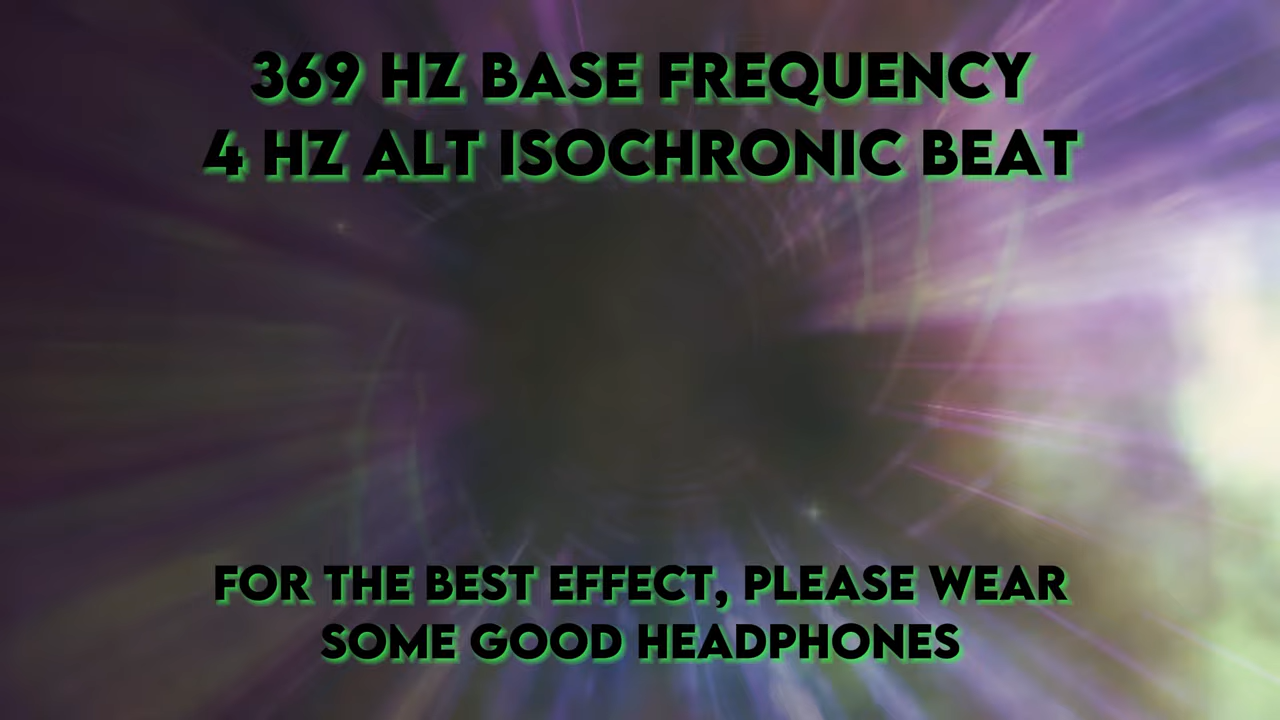 369 HZ BASE FREQUENCY
4 HZ ALT ISOCHRONIC BEAT
FOR THE BEST EFFECT, PLEASE WEAR
SOME GOOD HEADPHONES